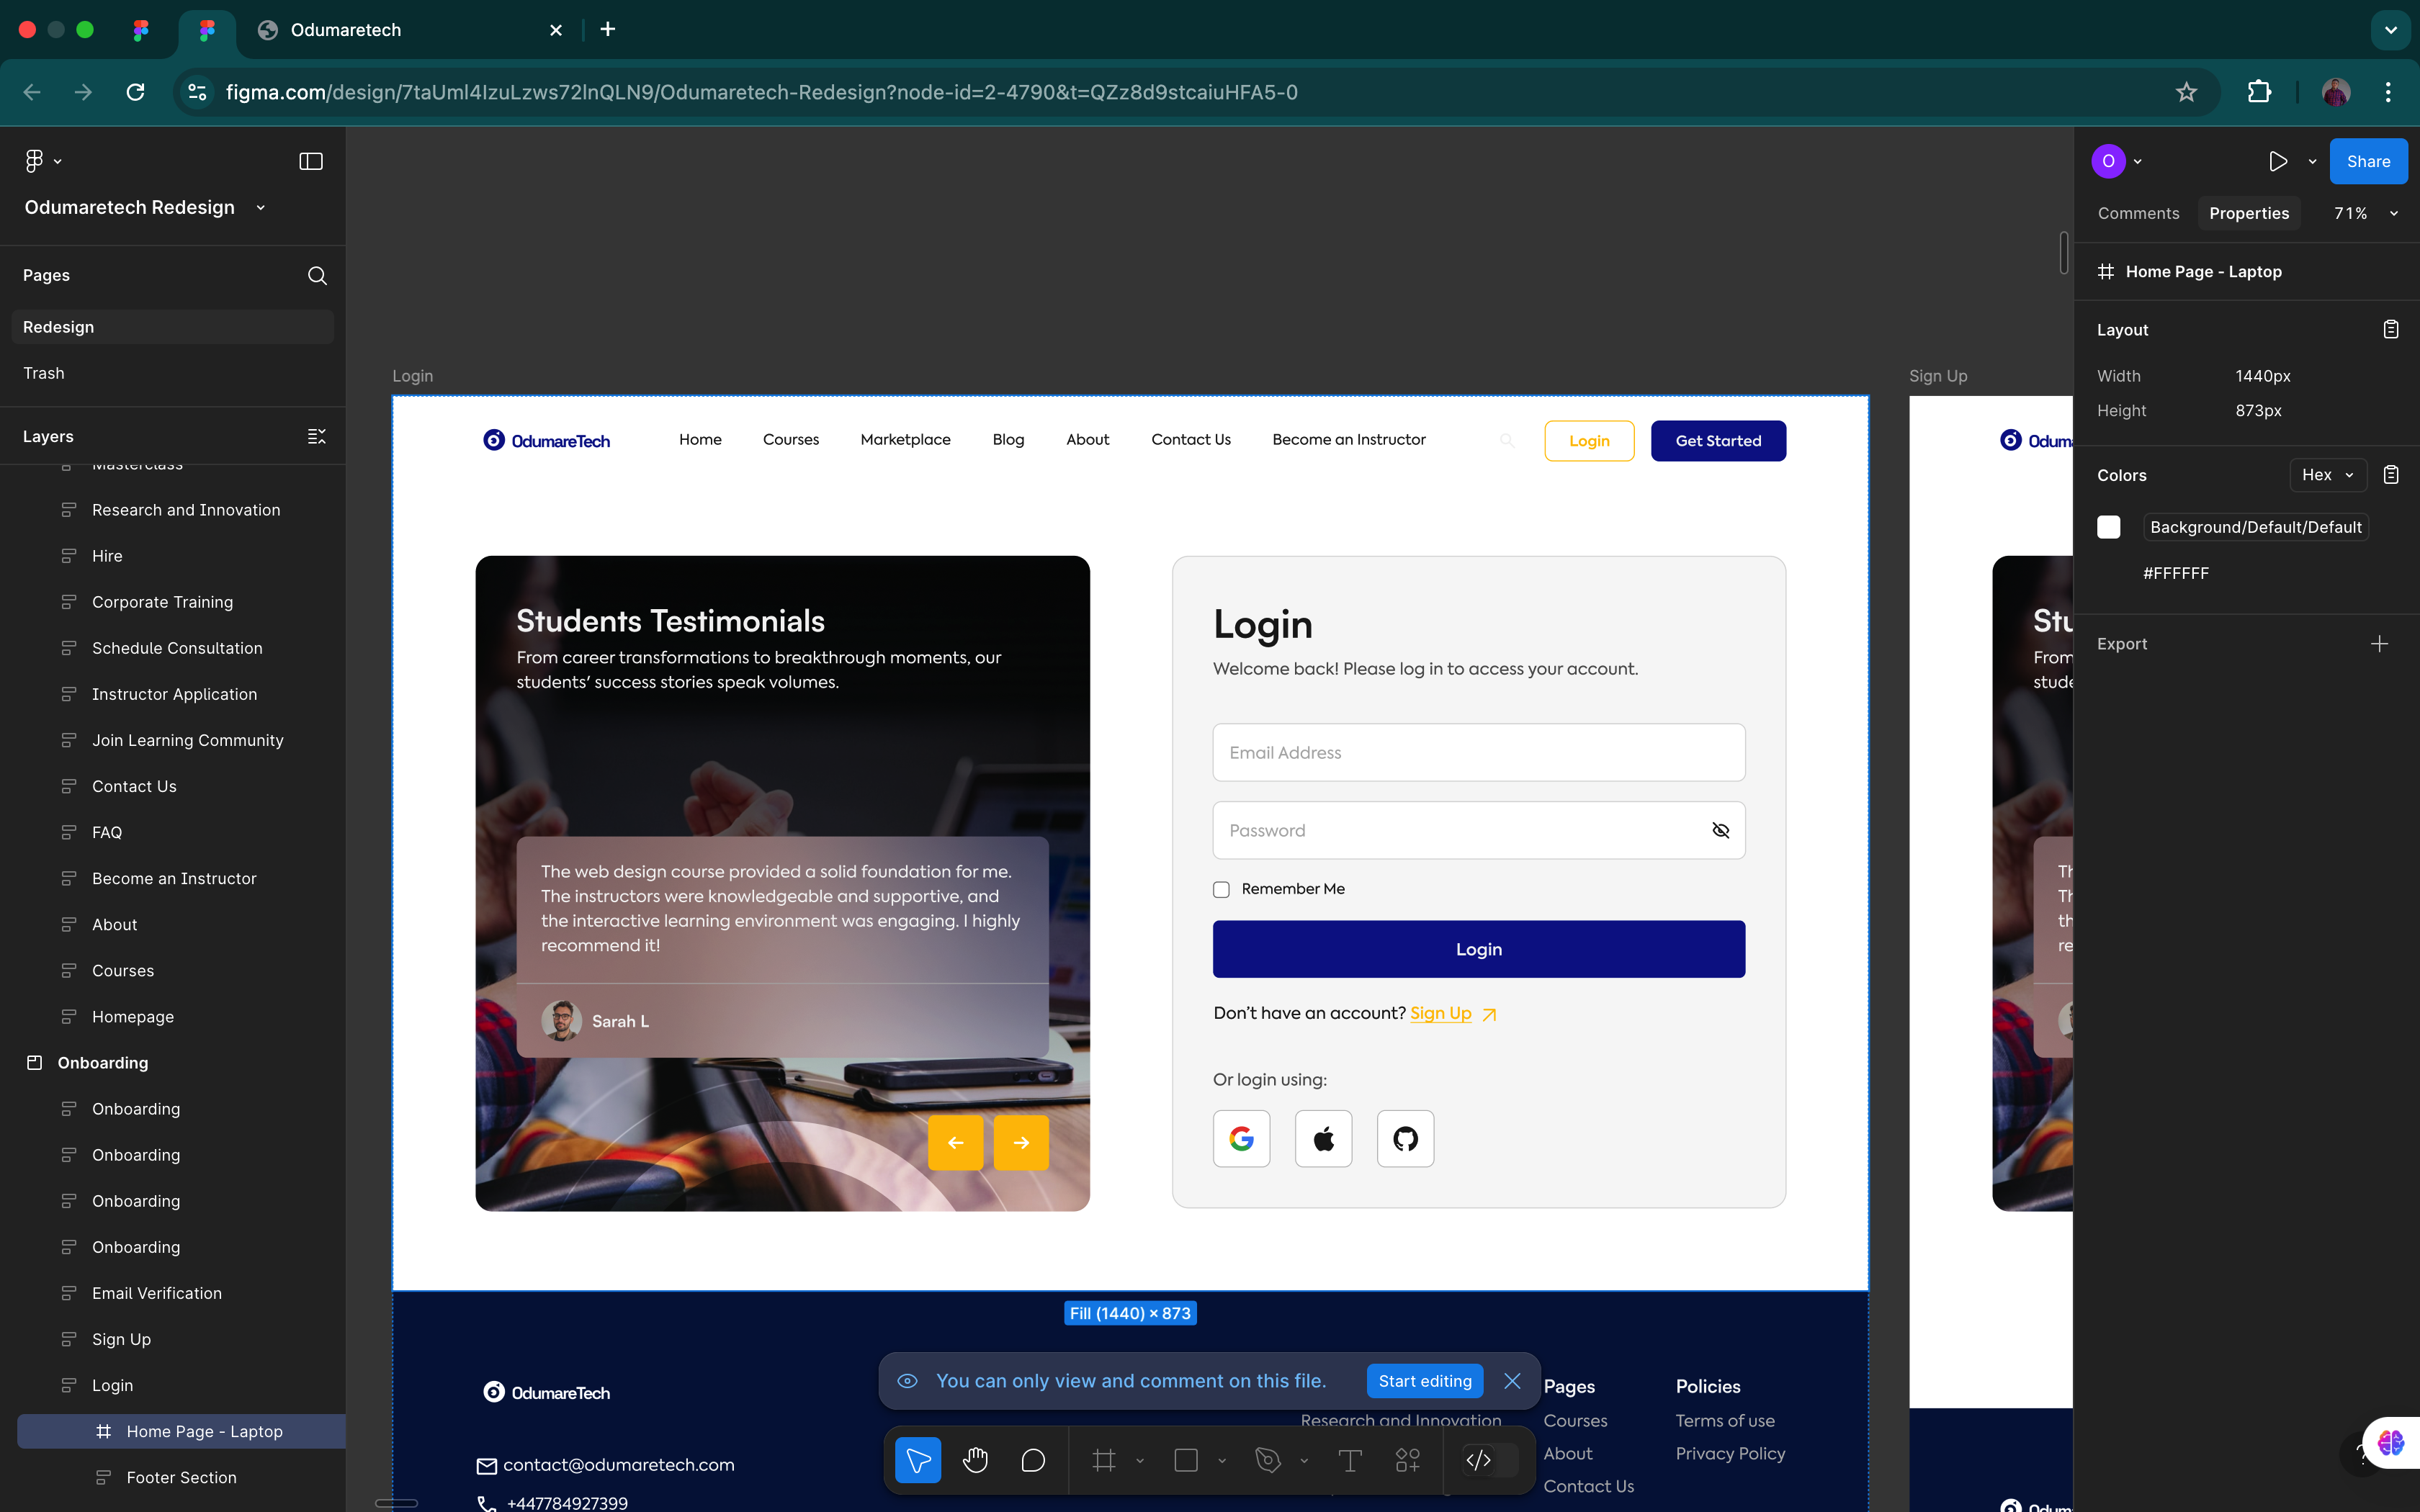 Odumaretech
figma.com/design/7taUml4IzuLzws72lnQLN9/Odumaretech-Redesign?node-id=2-4790&t=QZz8d9stcaiuHFA5-0
Odumaretech Redesign
Pages
Redesign
Trash
Layers
Masterclass
Research and Innovation
Hire
Corporate Training
Schedule Consultation
Instructor Application
Join Learning Community
Contact Us
FAQ
Become an Instructor
About
Courses
Homepage
Onboarding
Onboarding
Onboarding
Onboarding
Onboarding
Email Verification
Sign Up
Login
Home Page - Laptop
Footer Section
Login
OdumareTech
Home
Courses
Marketplace
Blog
About
Contact Us
Become an Instructor
Login
Get Started
Students Testimonials
From career transformations to breakthrough moments, our
students' success stories speak volumes.
The web design course provided a solid foundation for me.
The instructors were knowledgeable and supportive, and
the interactive learning environment was engaging. I highly
recommend it!
Sarah L
Login
Welcome back! Please log in to access your account.
Email Address
Password
Remember Me
Login
Don't have an account? Sign Up
Or login using:
Fill (1440) × 873
OdumareTech
contact@odumaretech.com
+447784927399
You can only view and comment on this file.
Start editing
Research and Innovation
Pages
Courses
About
Contact Us
Policies
Terms of use
Privacy Policy
Sign Up
O
Share
Comments
Properties
71%
Home Page - Laptop
Layout
Width
1440px
Height
873px
Colors
Hex
Background/Default/Default
#FFFFFF
Export